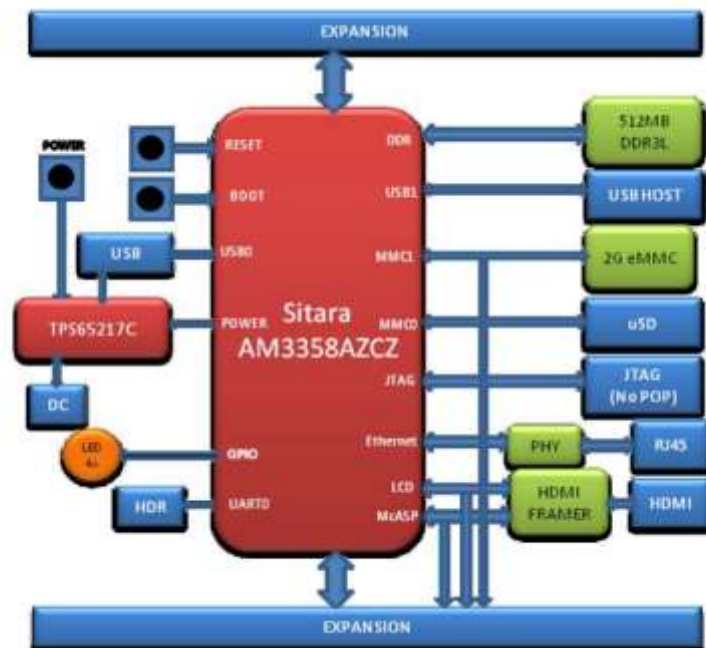 EXPANSION
POWER
RESET
BOOT
USB
USB0
TPS65217C
POWER
DC
LED
GPIO
HDR
UART0
Sitara
AM3358AZCZ
DDR
USB1
MMC1
MMC0
JTAG
Ethernet
LCD
McASP
512MB
DDR3L
USB HOST
2G eMMC
uSD
JTAG
(No POP)
PHY
RJ45
HDMI
FRAMER
HDMI
EXPANSION